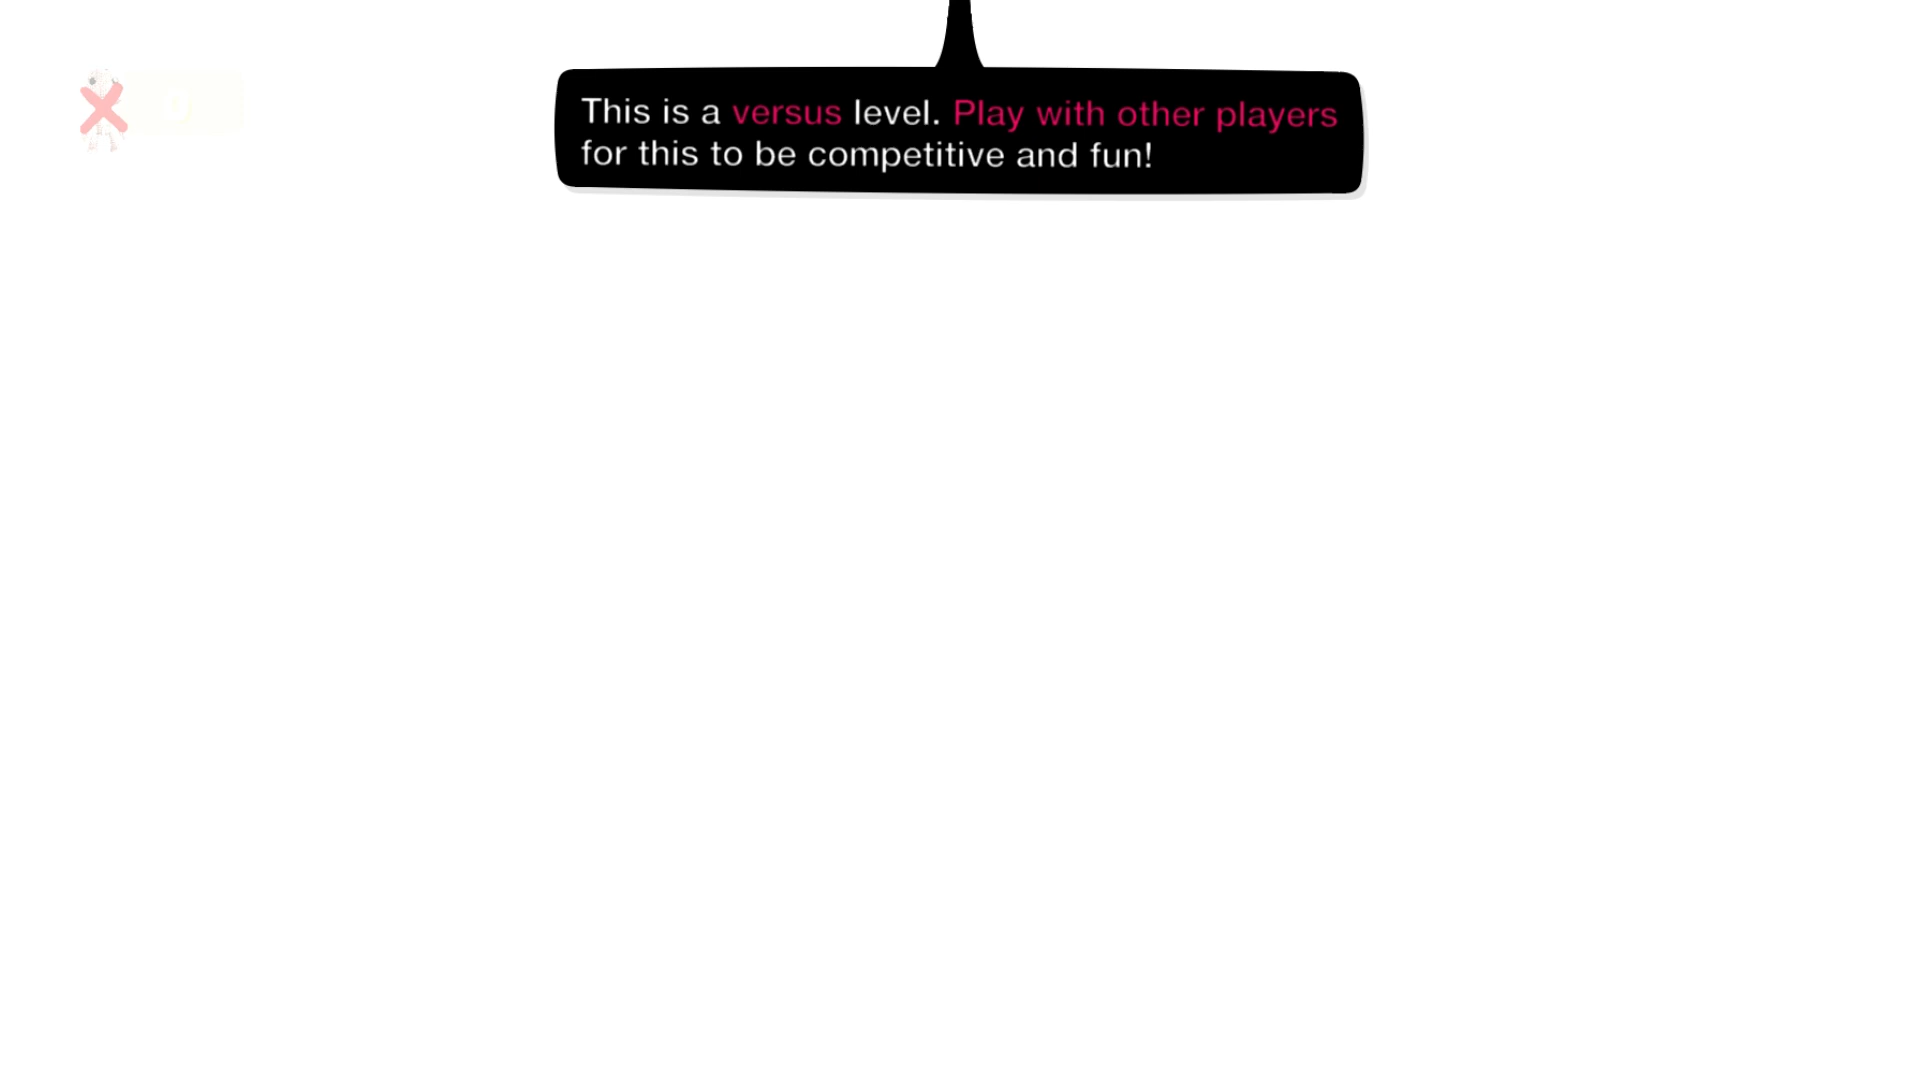 This is a versus level. Play with other players
for this to be competitive and fun!